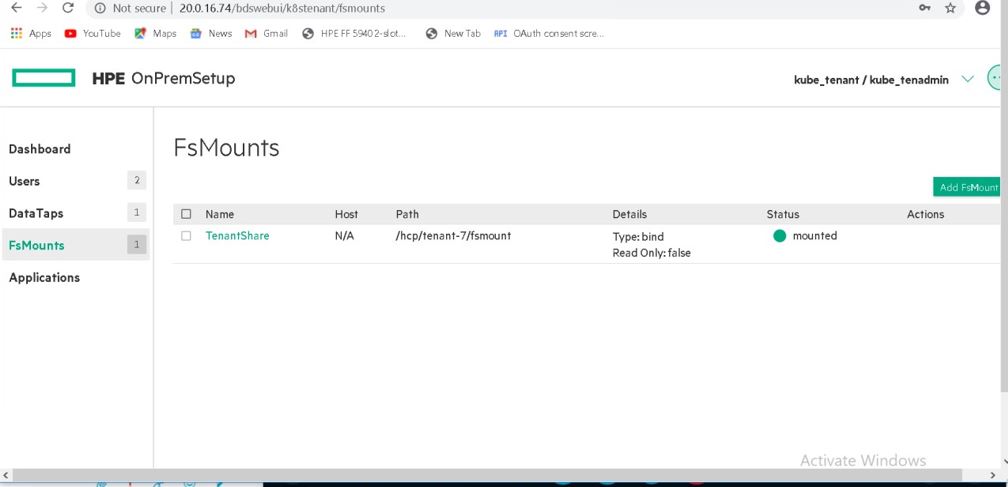 Not secure | 20.0.16.74/bdswebui/k8stenant/fsmounts
Apps YouTube Maps News Gmail HPE FF 5940 2-slot... New Tab API OAuth consent scre...
HPE OnPremSetup
kube_tenant / kube_tenadmin
Dashboard
Users 2
DataTaps 1
FsMounts 1
Applications
FsMounts
Add FsMount
Name Host Path Details Status Actions
TenantShare N/A /hcp/tenant-7/fsmount Type: bind mounted
Read Only: false
Activate Windows